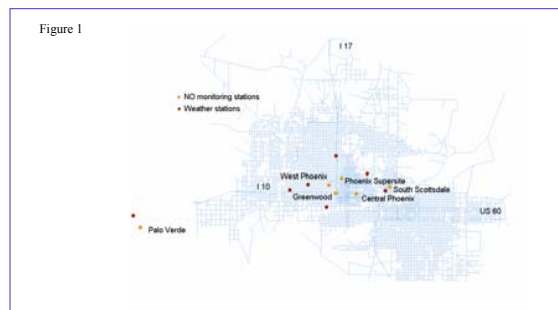 Figure 1
I 17
NO monitoring stations
Weather stations
West Phoenix
Phoenix Supersite
I 10
South Scottsdale
Greenwood
Central Phoenix
US 60
Palo Verde